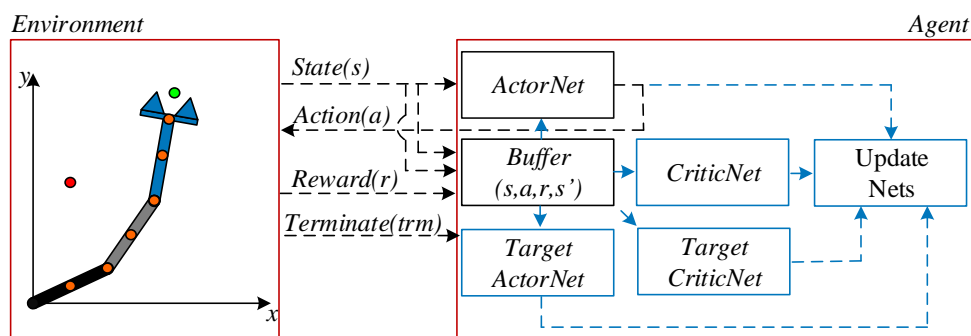 Environment
Agent
y
x
State(s)
Action(a)
Reward(r)
Terminate(trm)
ActorNet
Buffer
(s,a,r,s’)
CriticNet
Update
Nets
Target
ActorNet
Target
CriticNet